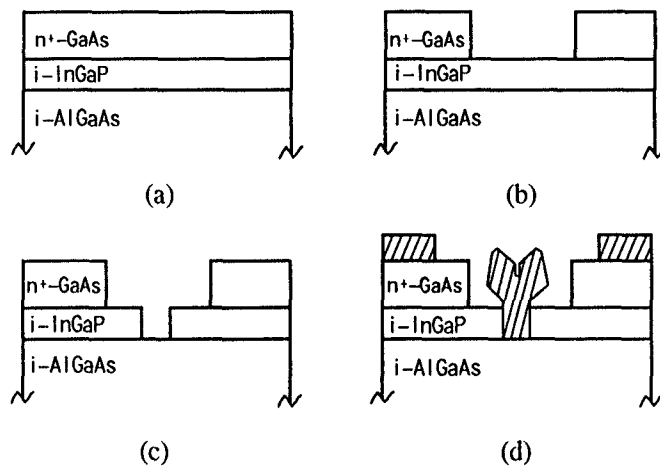 n+-GaAs
i-InGaP
i-AlGaAs
(a)
n+-GaAs
i-InGaP
i-AlGaAs
(b)
n+-GaAs
i-InGaP
i-AlGaAs
(c)
n+-GaAs
i-InGaP
i-AlGaAs
(d)